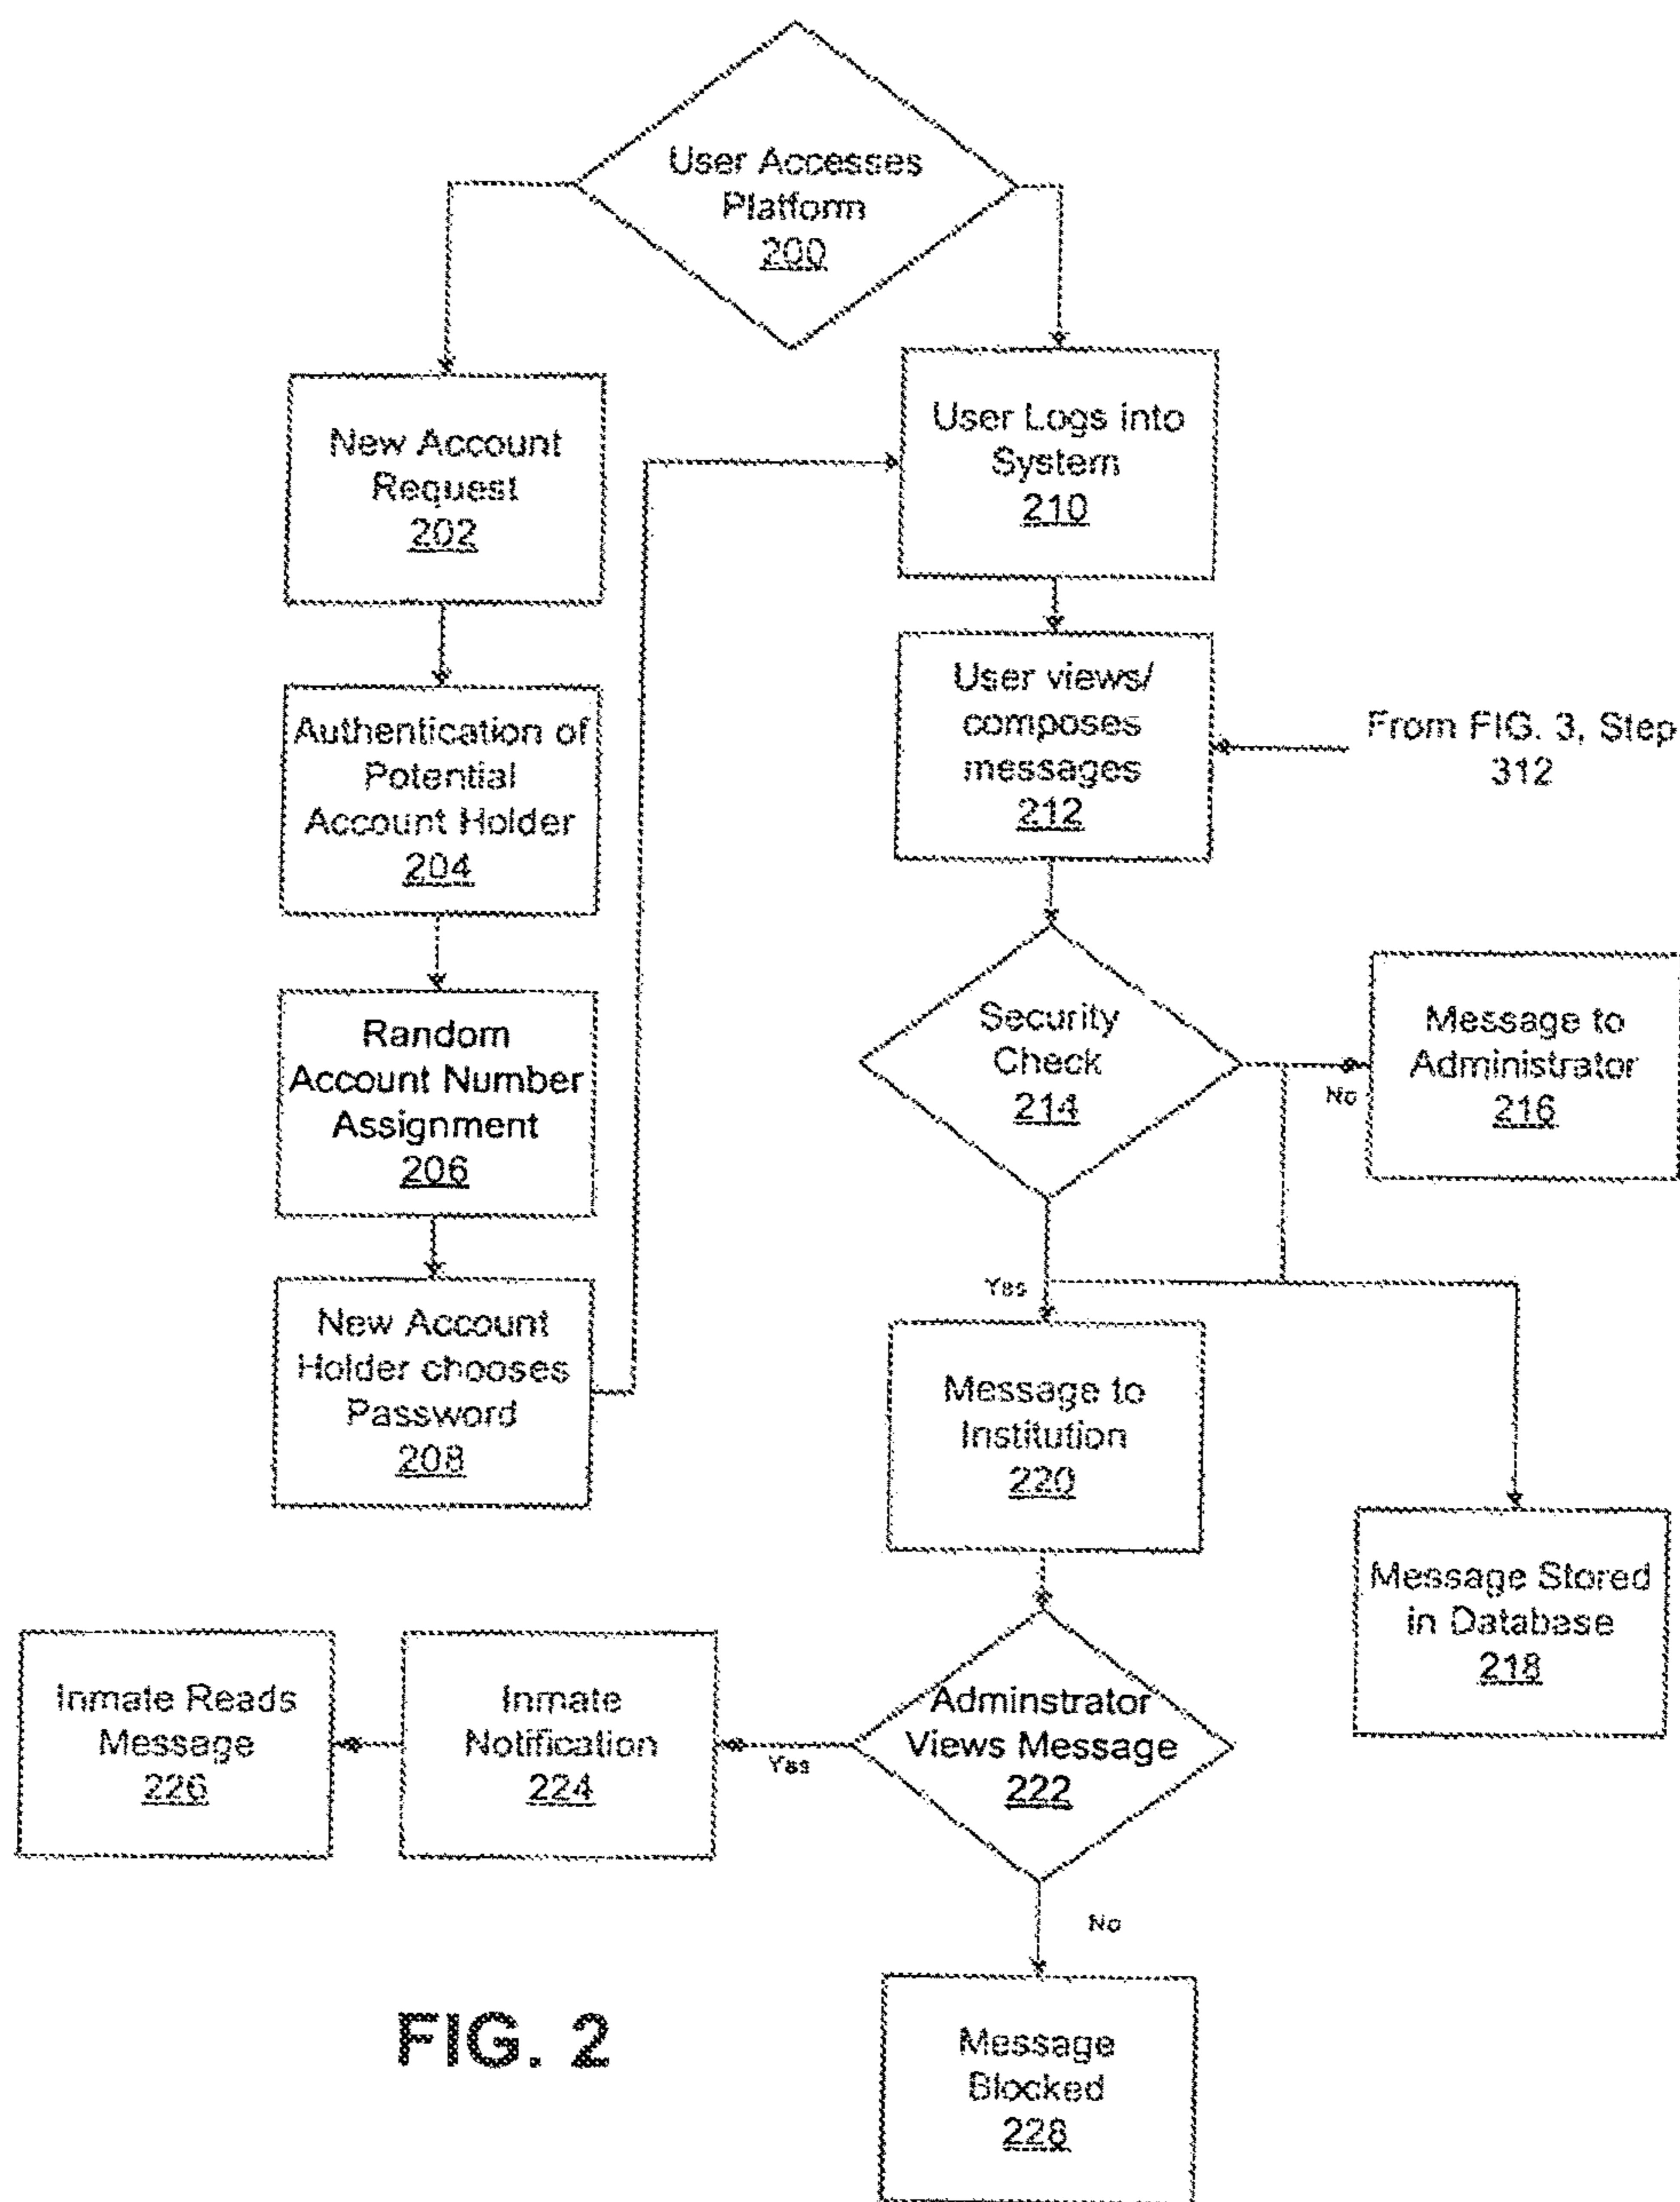 User Accesses
Platform
200
New Account
Request
202
Authentication of
Potential
Account Holder
204
Random
Account Number
Assignment
206
New Account
Holder chooses
Password
208
User Logs into
System
210
User views/
composes
messages
212
From FIG. 3, Step
312
Security
Check
214
No
Message to
Administrator
216
Yes
Message to
Institution
220
Message Stored
in Database
218
Adminstrator
Views Message
222
Yes
Inmate
Notification
224
Inmate Reads
Message
226
No
Message
Blocked
228
FIG. 2